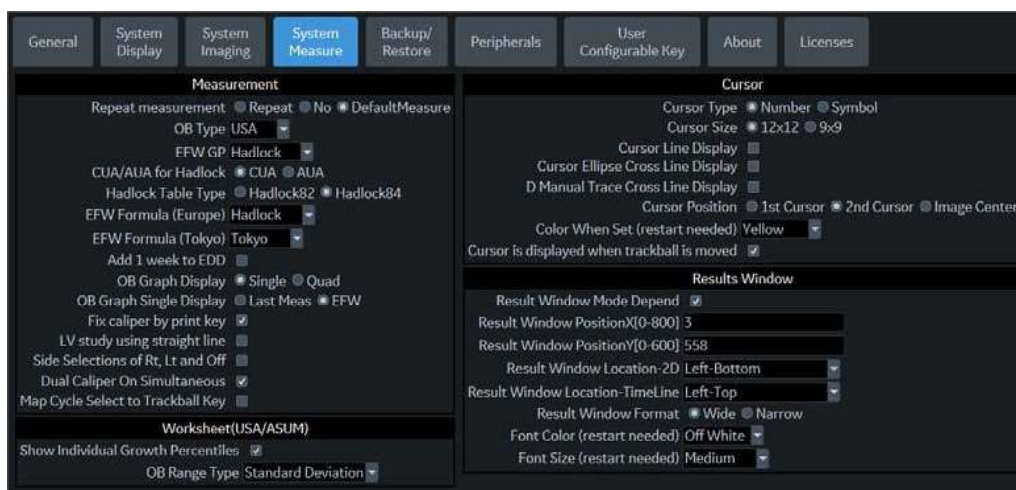 General
System Display
System Imaging
System Measure
Backup/ Restore
Peripherals
User Configurable Key
About
Licenses
Measurement
Repeat measurement Repeat No DefaultMeasure
OB Type USA
EFW GP Hadlock
CUA/AUA for Hadlock CUA AUA
Hadlock Table Type Hadlock82 Hadlock84
EFW Formula (Europe) Hadlock
EFW Formula (Tokyo) Tokyo
Add 1 week to EDD
OB Graph Display Single Quad
OB Graph Single Display Last Meas EFW
Fix caliper by print key
LV study using straight line
Side Selections of Rt, Lt and Off
Dual Caliper On Simultaneous
Map Cycle Select to Trackball Key
Worksheet(USA/ASUM)
Show Individual Growth Percentiles
OB Range Type Standard Deviation
Cursor
Cursor Type Number Symbol
Cursor Size 12x12 9x9
Cursor Line Display
Cursor Ellipse Cross Line Display
D Manual Trace Cross Line Display
Cursor Position 1st Cursor 2nd Cursor Image Center
Color When Set (restart needed) Yellow
Cursor is displayed when trackball is moved
Results Window
Result Window Mode Depend
Result Window PositionX[0-800] 3
Result Window PositionY[0-600] 558
Result Window Location-2D Left-Bottom
Result Window Location-TimeLine Left-Top
Result Window Format Wide Narrow
Font Color (restart needed) Off White
Font Size (restart needed) Medium